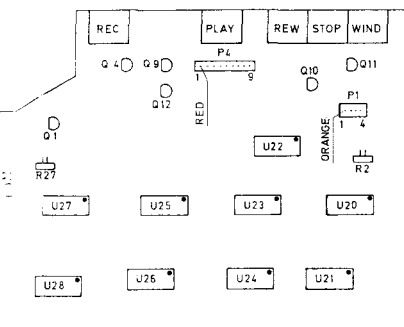 REC PLAY REW STOP WIND
P4
Q4 Q9 Q11
1 9 Q10
Q12 P1
RED
1 4
Q1 ORANGE
U22
R27 R2
U27 U25 U23 U20
U28 U26 U24 U21